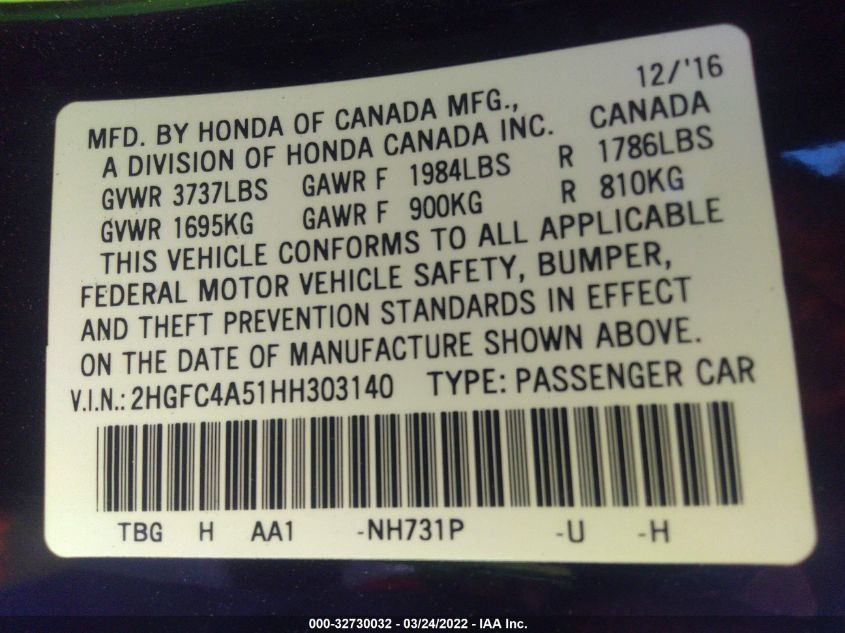 12/'16
MFD. BY HONDA OF CANADA MFG.,
A DIVISION OF HONDA CANADA INC. CANADA
GVWR 3737LBS GAWR F 1984LBS R 1786LBS
GVWR 1695KG GAWR F 900KG R 810KG
THIS VEHICLE CONFORMS TO ALL APPLICABLE
FEDERAL MOTOR VEHICLE SAFETY, BUMPER,
AND THEFT PREVENTION STANDARDS IN EFFECT
ON THE DATE OF MANUFACTURE SHOWN ABOVE.
V.I.N.: 2HGFC4A51HH303140 TYPE: PASSENGER CAR
TBG H AA1 -NH731P -U -H
000-32730032 - 03/24/2022 - IAA Inc.